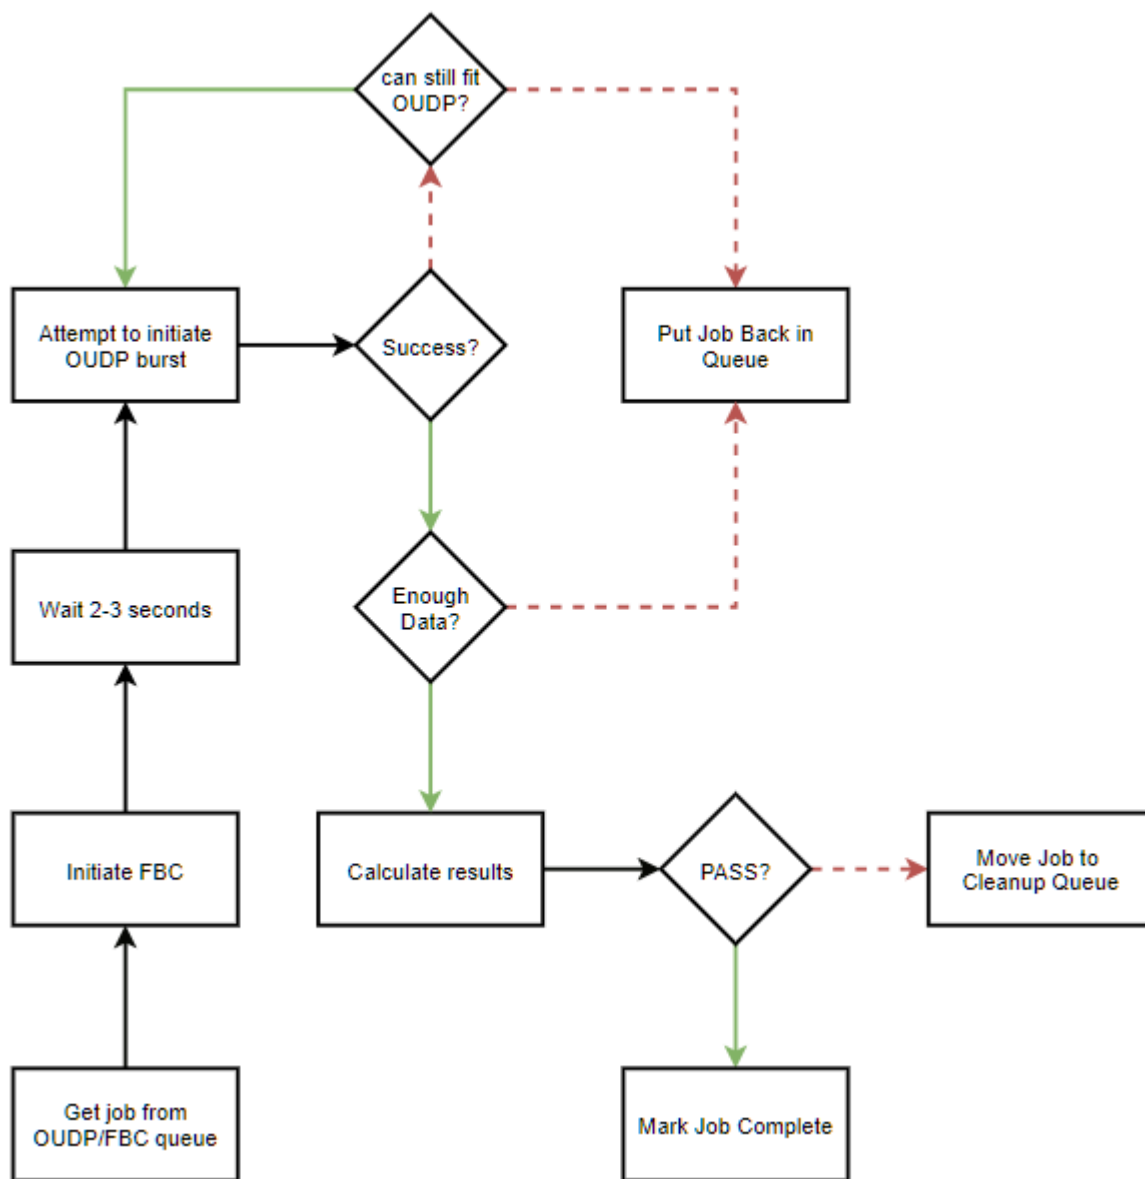 can still fit
OUDP?
Attempt to initiate
OUDP burst
Success?
Put Job Back in
Queue
Wait 2-3 seconds
Enough
Data?
Initiate FBC
Calculate results
PASS?
Move Job to
Cleanup Queue
Get job from
OUDP/FBC queue
Mark Job Complete